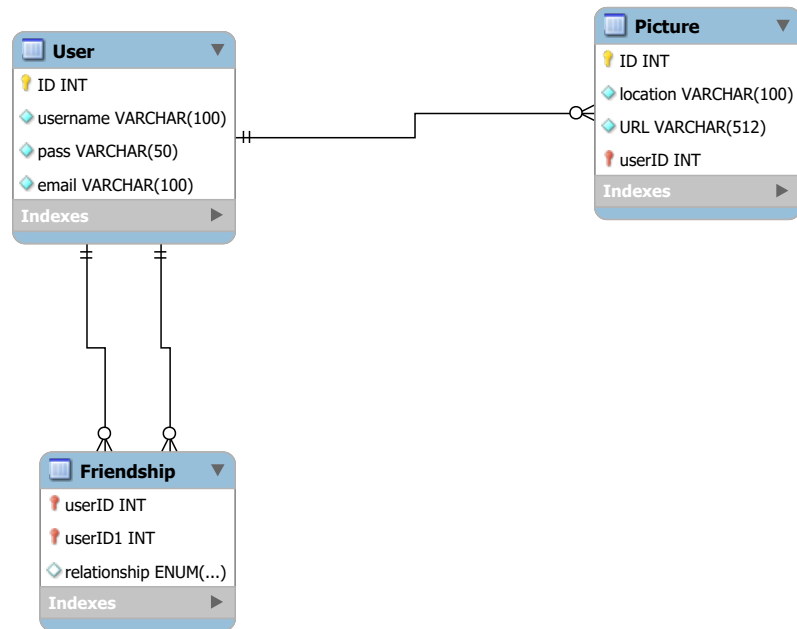 User
ID INT
username VARCHAR(100)
pass VARCHAR(50)
email VARCHAR(100)
Indexes
Picture
ID INT
location VARCHAR(100)
URL VARCHAR(512)
userID INT
Indexes
Friendship
userID INT
userID1 INT
relationship ENUM(...)
Indexes